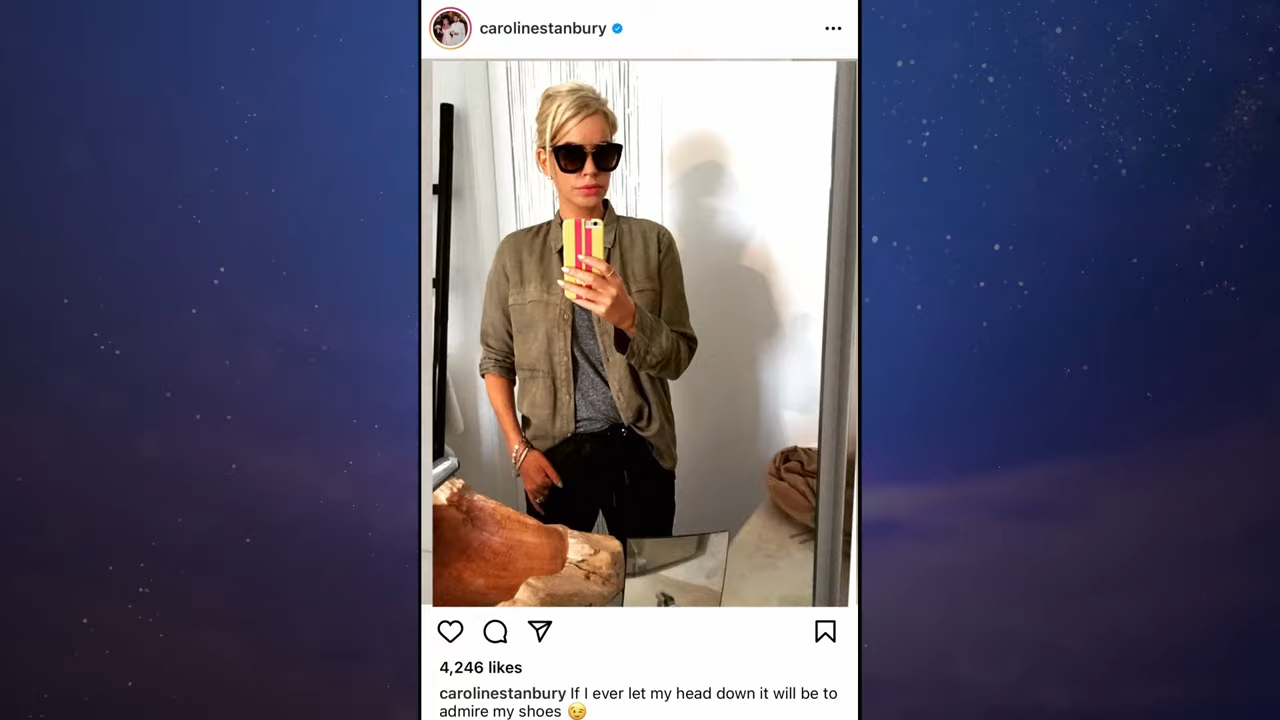 carolinestanbury
4,246 likes
carolinestanbury If I ever let my head down it will be to
admire my shoes 😉